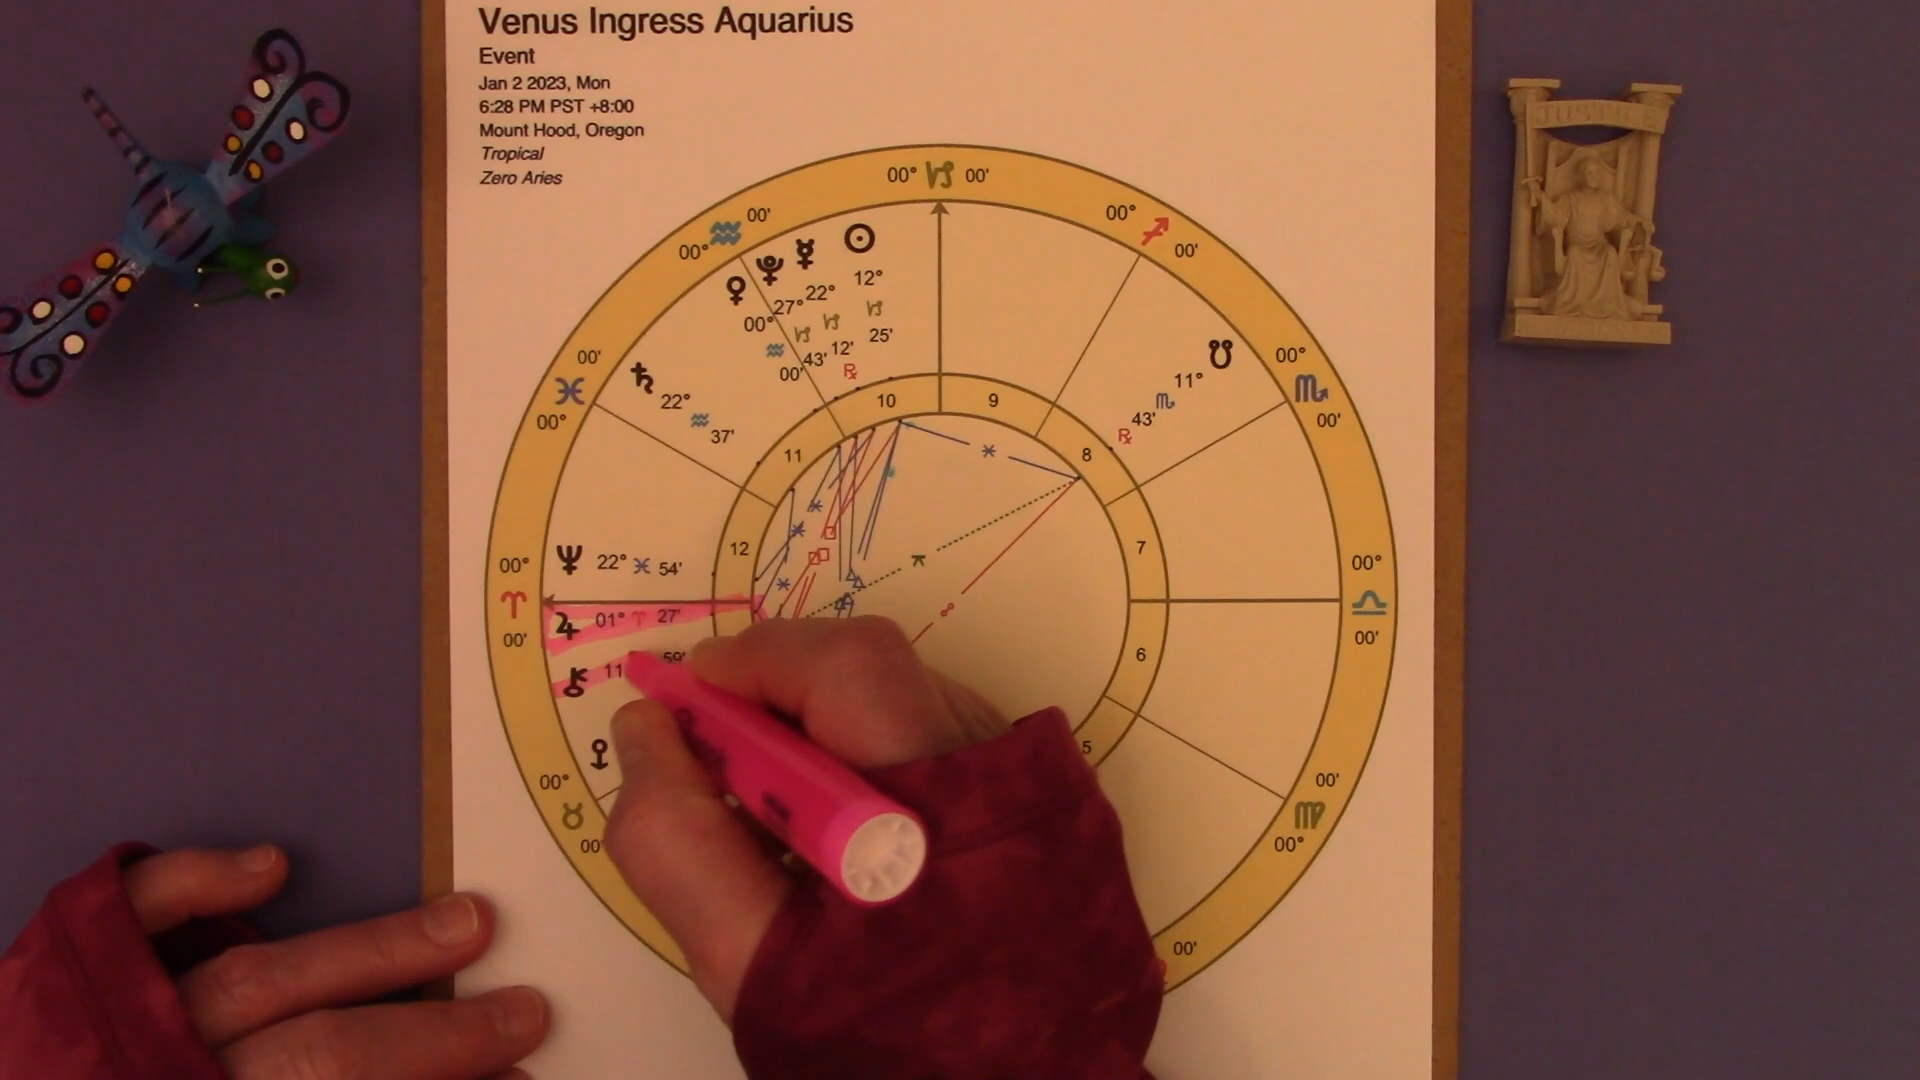 Venus Ingress Aquarius
Event
Jan 2 2023, Mon
6:28 PM PST +8:00
Mount Hood, Oregon
Tropical
Zero Aries
JUSTICE
00° ♑ 00'
00° ♐ 00'
00° ♏ 00'
00° ♎ 00'
00° ♍ 00'
00'
00° ♉ 00'
00° ♈ 00'
00° ♓ 00'
00° ♒ 00'
☉ 12° ♑ 25'
☿ 22° ♑ 12' ℞
♇ 27° ♑ 43'
♀ 00° ♒ 00'
♄ 22° ♒ 37'
♆ 22° ♓ 54'
♃ 01° ♈ 27'
⚷ 11 59'
☋ 11° ♏ 43' ℞
10
9
8
7
6
5
11
12